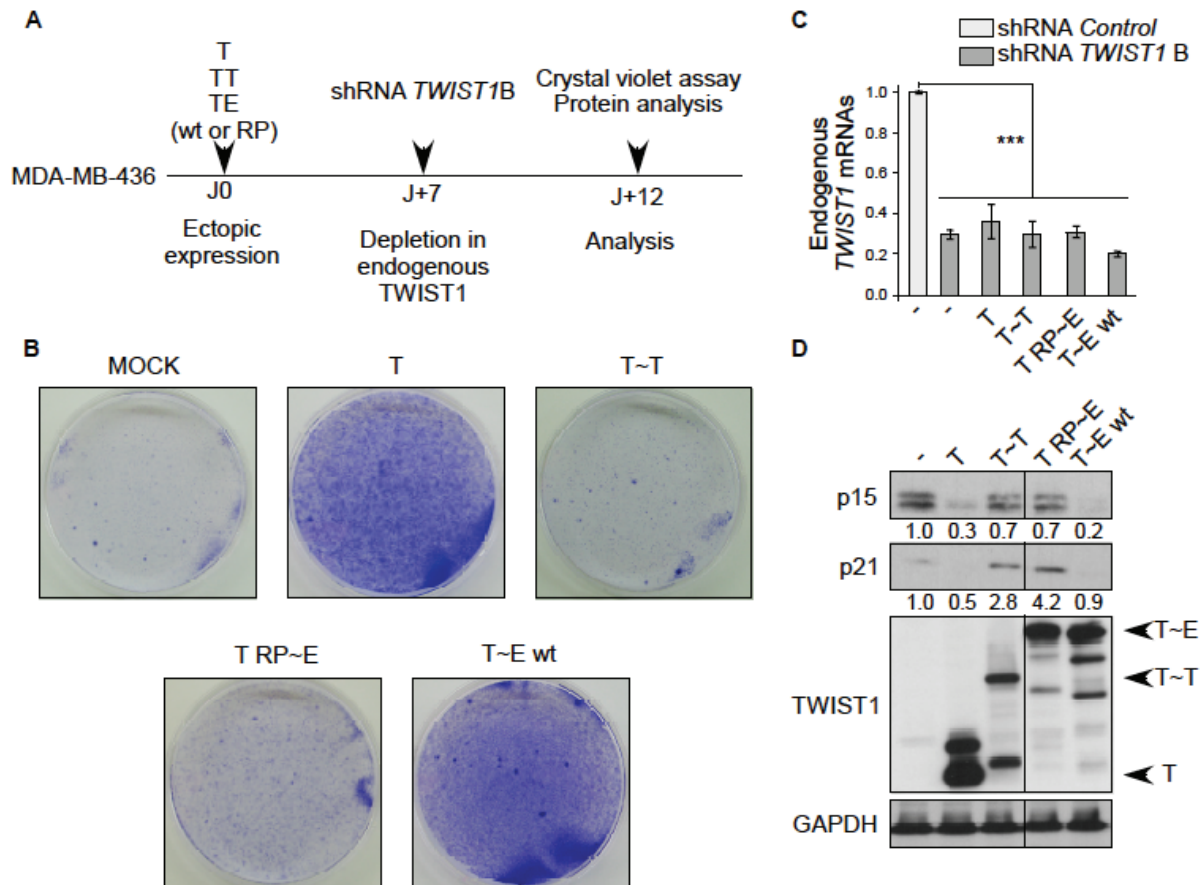 A
T
TT
TE
(wt or RP)
shRNA TWIST1B
Crystal violet assay
Protein analysis
MDA-MB-436
J0
J+7
J+12
Ectopic
expression
Depletion in
endogenous
TWIST1
Analysis
B
MOCK
T
T~T
T RP~E
T~E wt
C
shRNA Control
shRNA TWIST1 B
Endogenous
TWIST1 mRNAs
1.0
0.8
0.6
0.4
0.2
0.0
***
- - T T~T T RP~E T~E wt
D
- T T~T T RP~E T~E wt
p15
1.0 0.3 0.7 0.7 0.2
p21
1.0 0.5 2.8 4.2 0.9
TWIST1
T~E
T~T
T
GAPDH